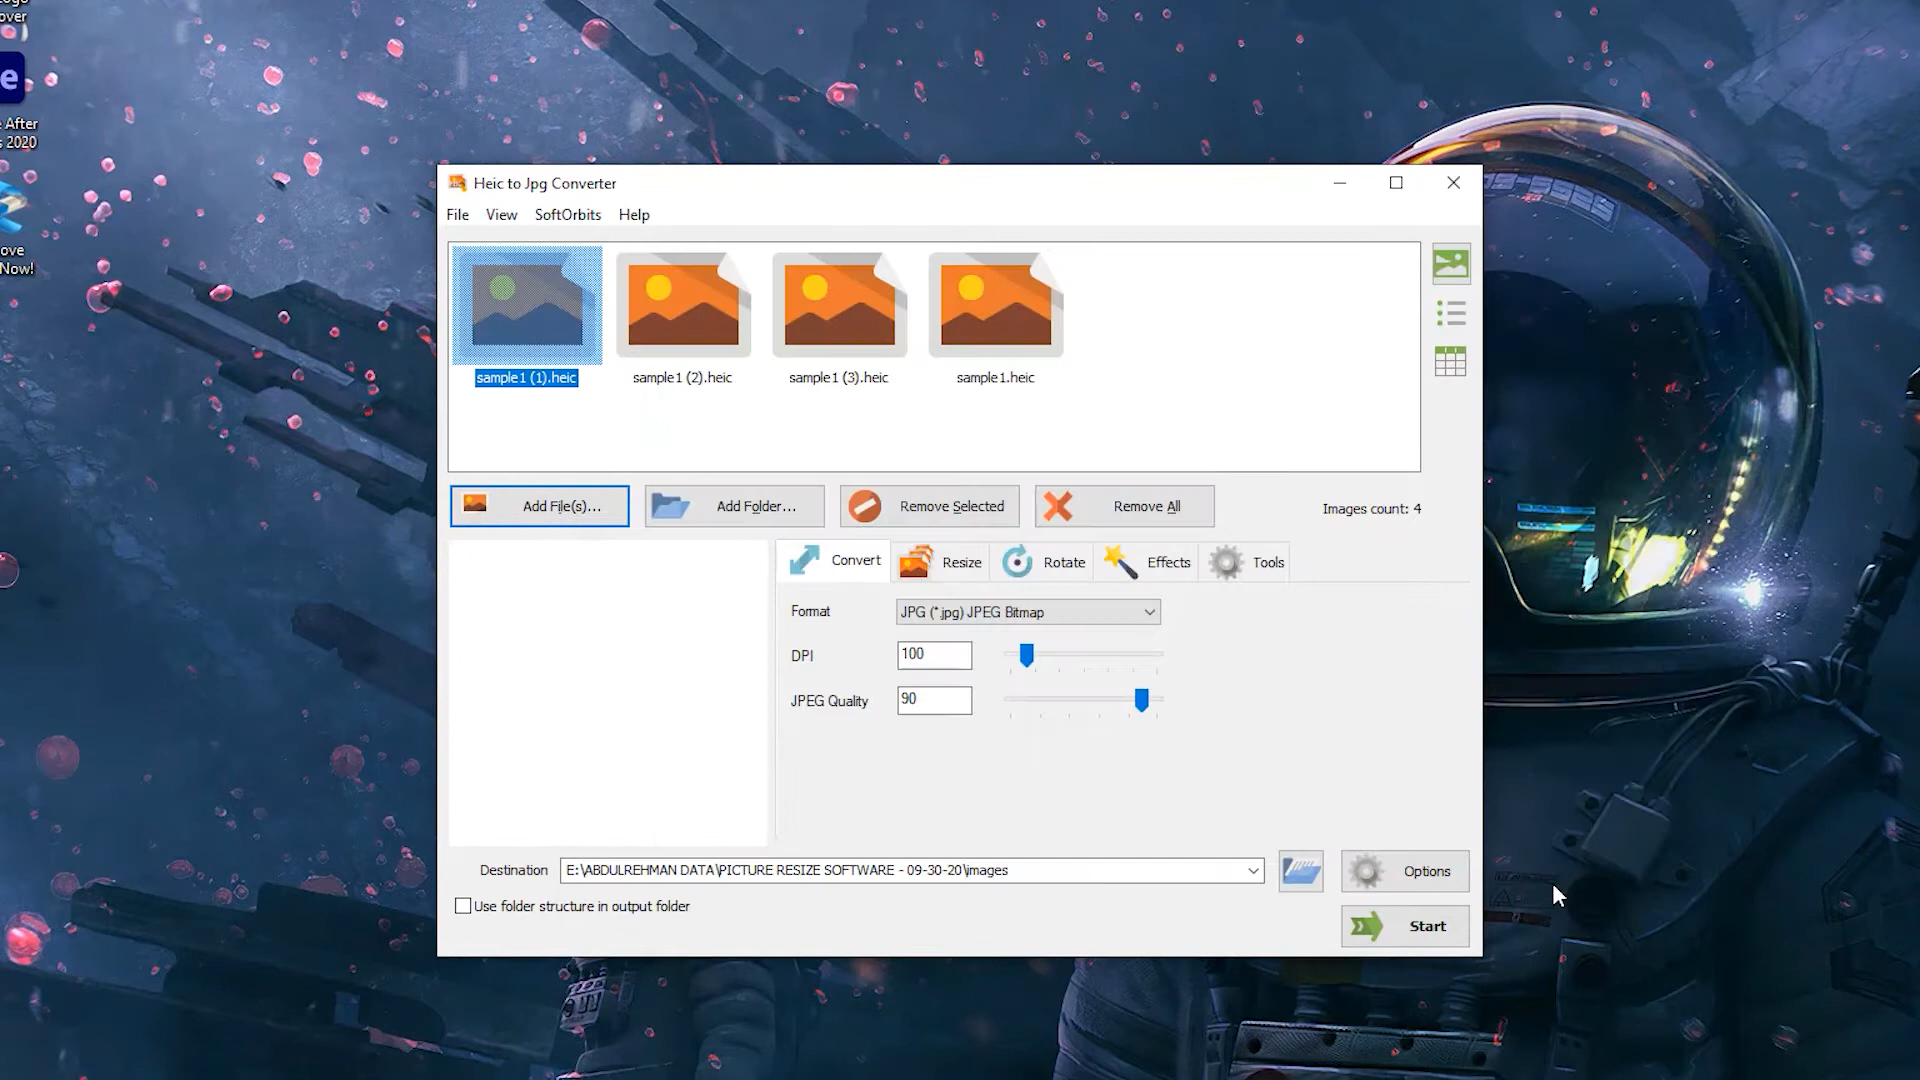 over
e
After
2020
ove
Now!
Heic to Jpg Converter
File View SoftOrbits Help
sample1 (1).heic sample1 (2).heic sample1 (3).heic sample1.heic
Add File(s)... Add Folder... Remove Selected Remove All Images count: 4
Convert Resize Rotate Effects Tools
Format JPG (*.jpg) JPEG Bitmap
DPI 100
JPEG Quality 90
Destination E:\ABDULREHMAN DATA\PICTURE RESIZE SOFTWARE - 09-30-20\images Options
Use folder structure in output folder
Start